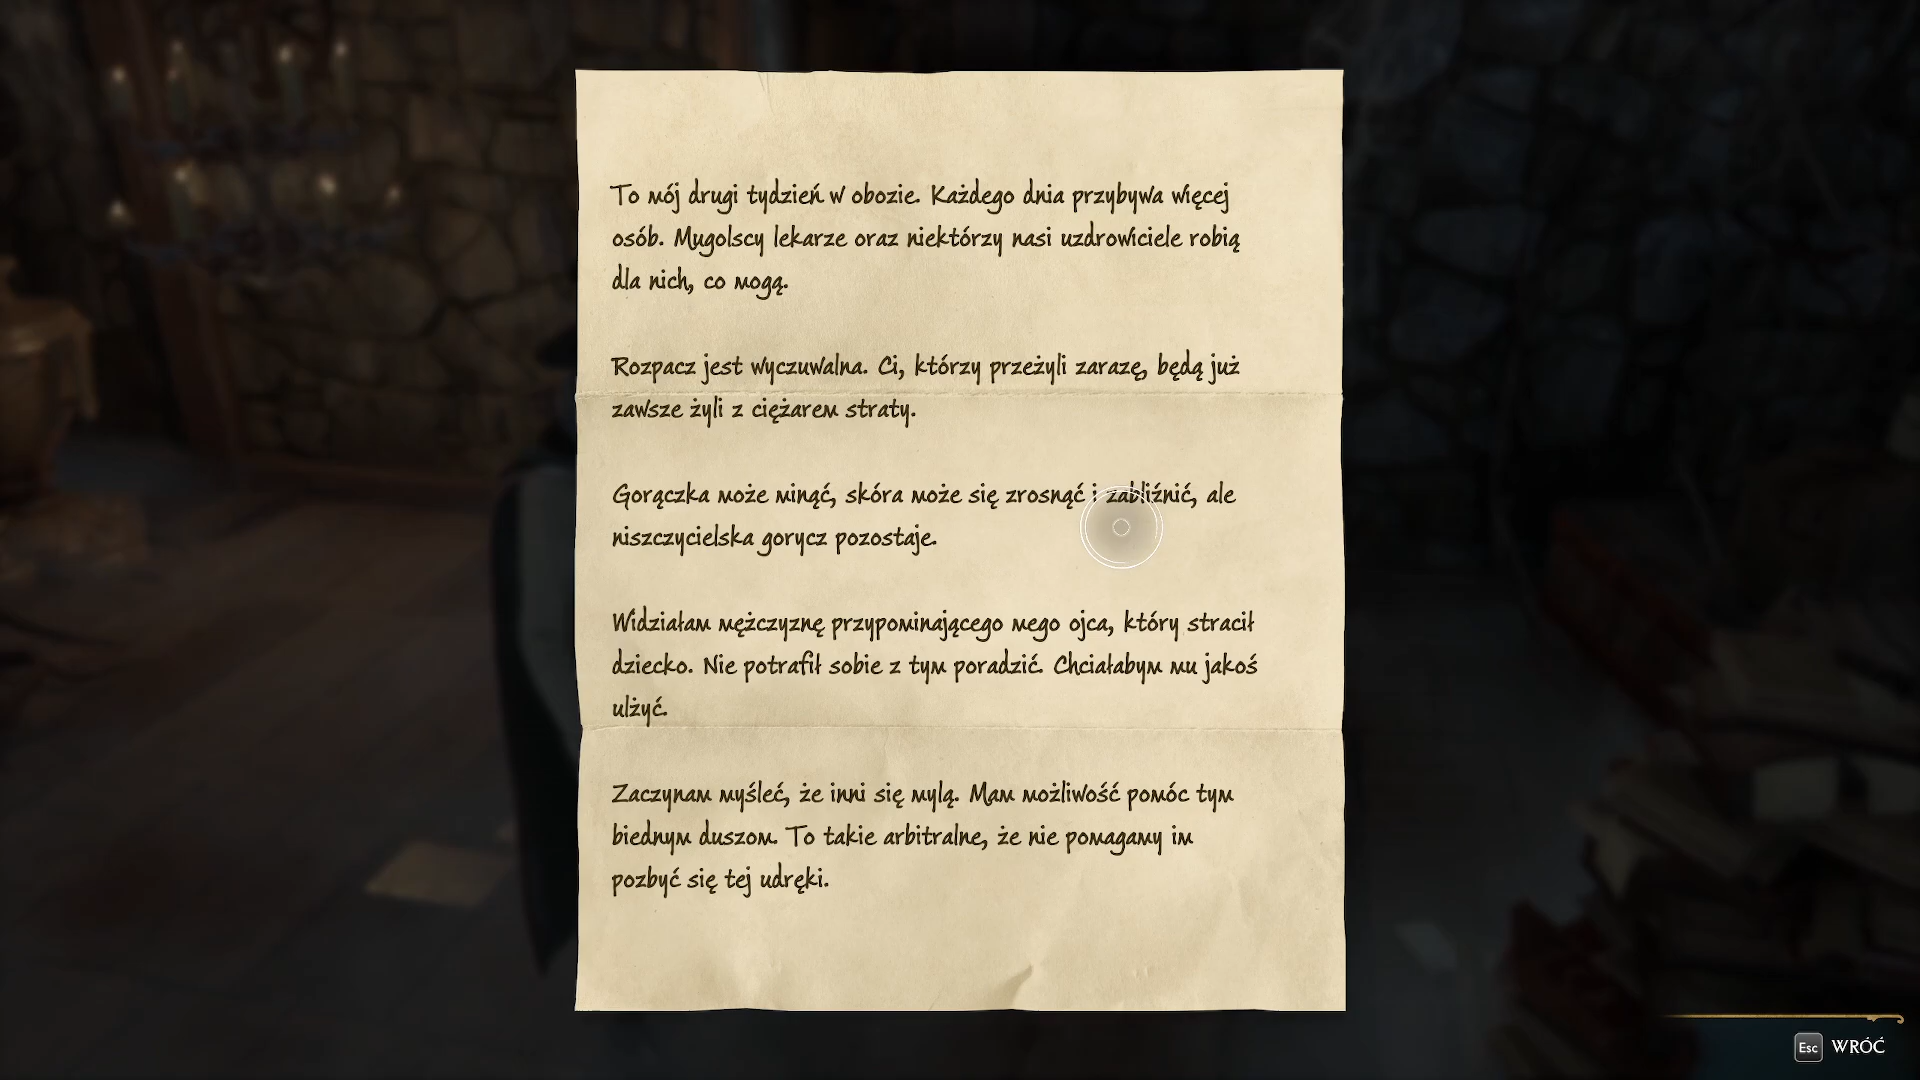 To mój drugi tydzień w obozie. Każdego dnia przybywa więcej
osób. Mugolscy lekarze oraz niektórzy nasi uzdrowiciele robią
dla nich, co mogą.
Rozpacz jest wyczuwalna. Ci, którzy przeżyli zarazę, będą już
zawsze żyli z ciężarem straty.
Gorączka może minąć, skóra może się zrosnąć i zabliźnić, ale
niszczycielska gorycz pozostaje.
Widziałam mężczyznę przypominającego mego ojca, który stracił
dziecko. Nie potrafił sobie z tym poradzić. Chciałabym mu jakoś
ulżyć.
Zaczynam myśleć, że inni się mylą. Mam możliwość pomóc tym
biednym duszom. To takie arbitralne, że nie pomagamy im
pozbyć się tej udręki.
Esc WRÓĆ